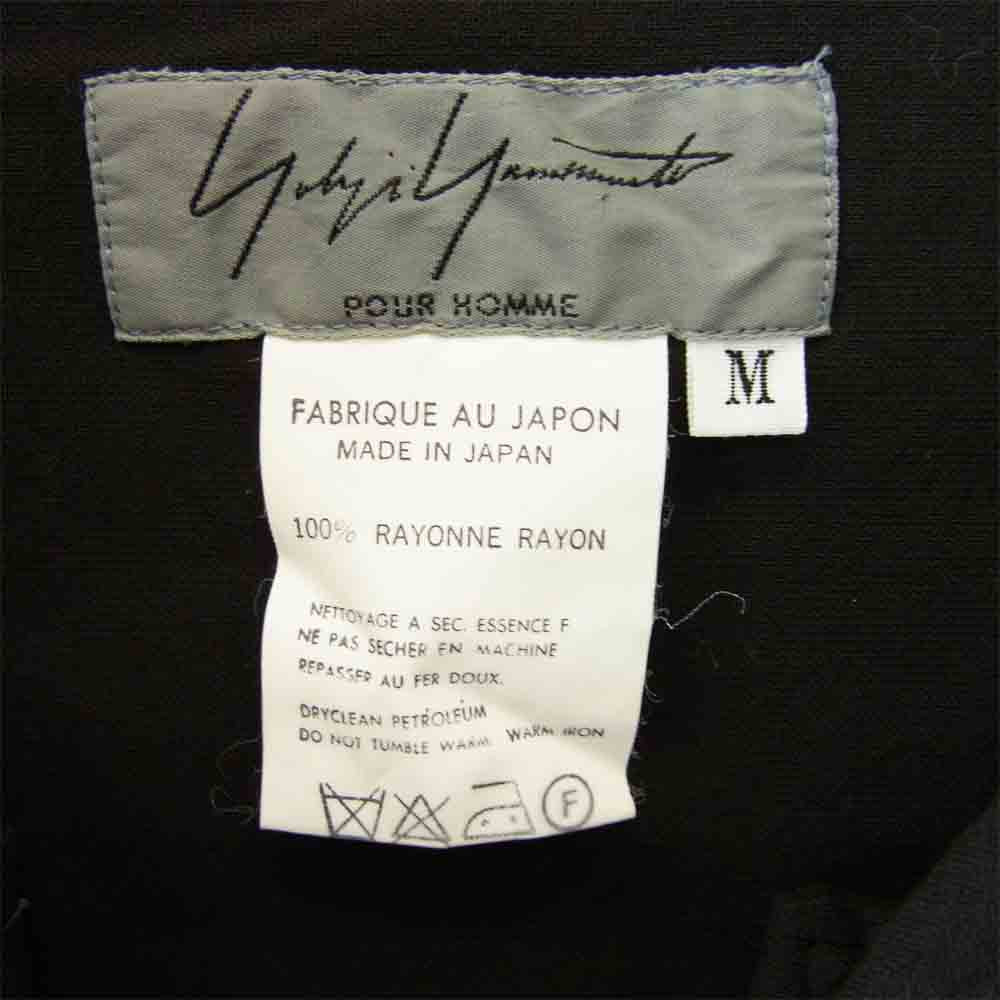 Yohji Yamamoto
POUR HOMME
M
FABRIQUE AU JAPON
MADE IN JAPAN
100% RAYONNE RAYON
NETTOYAGE A SEC. ESSENCE F
NE PAS SECHER EN MACHINE
REPASSER AU FER DOUX.
DRYCLEAN PETROLEUM
DO NOT TUMBLE WARM. WARM IRON
F